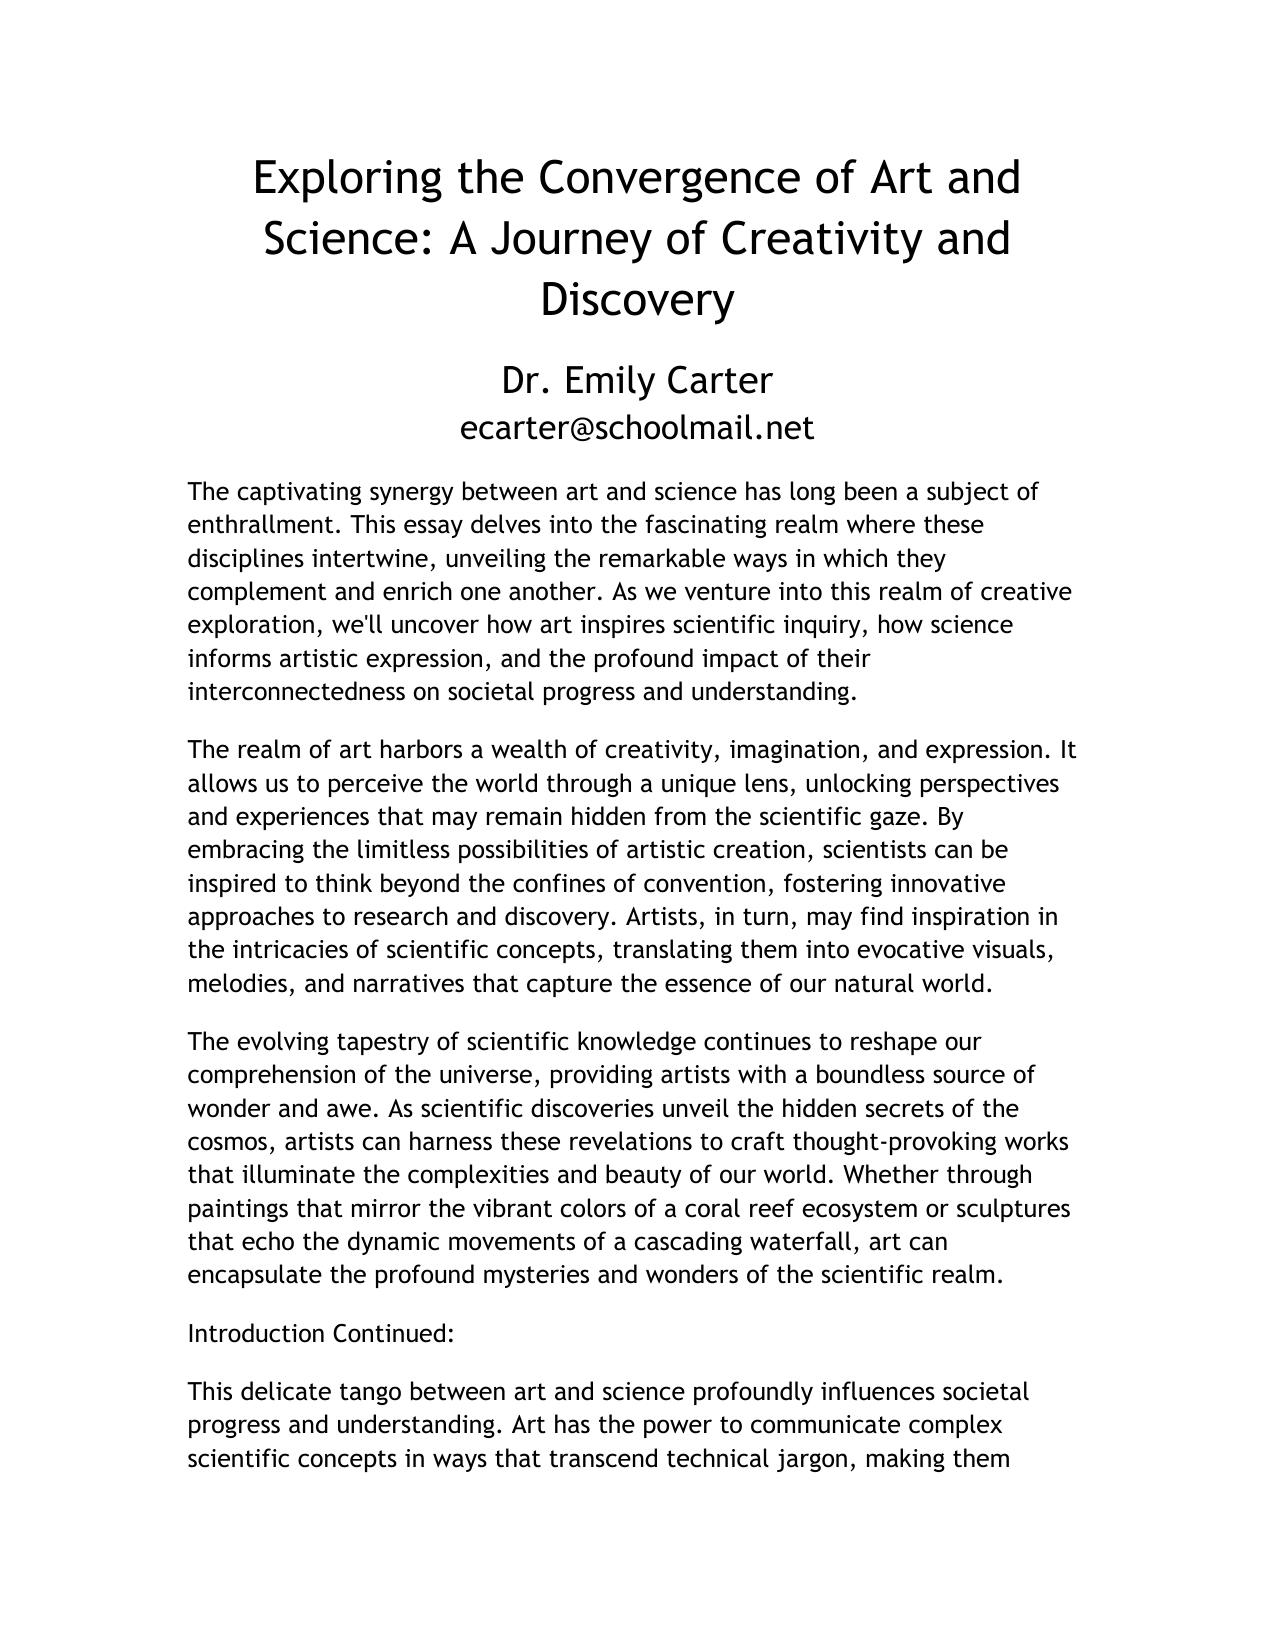 Exploring the Convergence of Art and
Science: A Journey of Creativity and
Discovery
Dr. Emily Carter
ecarter@schoolmail.net
The captivating synergy between art and science has long been a subject of
enthrallment. This essay delves into the fascinating realm where these
disciplines intertwine, unveiling the remarkable ways in which they
complement and enrich one another. As we venture into this realm of creative
exploration, we'll uncover how art inspires scientific inquiry, how science
informs artistic expression, and the profound impact of their
interconnectedness on societal progress and understanding.
The realm of art harbors a wealth of creativity, imagination, and expression. It
allows us to perceive the world through a unique lens, unlocking perspectives
and experiences that may remain hidden from the scientific gaze. By
embracing the limitless possibilities of artistic creation, scientists can be
inspired to think beyond the confines of convention, fostering innovative
approaches to research and discovery. Artists, in turn, may find inspiration in
the intricacies of scientific concepts, translating them into evocative visuals,
melodies, and narratives that capture the essence of our natural world.
The evolving tapestry of scientific knowledge continues to reshape our
comprehension of the universe, providing artists with a boundless source of
wonder and awe. As scientific discoveries unveil the hidden secrets of the
cosmos, artists can harness these revelations to craft thought-provoking works
that illuminate the complexities and beauty of our world. Whether through
paintings that mirror the vibrant colors of a coral reef ecosystem or sculptures
that echo the dynamic movements of a cascading waterfall, art can
encapsulate the profound mysteries and wonders of the scientific realm.
Introduction Continued:
This delicate tango between art and science profoundly influences societal
progress and understanding. Art has the power to communicate complex
scientific concepts in ways that transcend technical jargon, making them